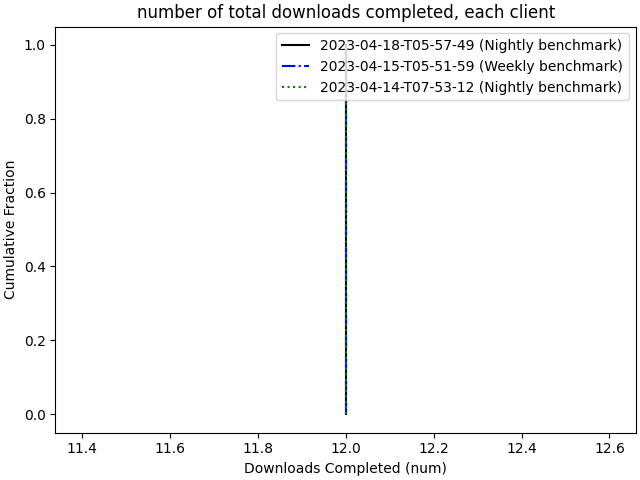 number of total downloads completed, each client
1.0
0.8
0.6
0.4
0.2
0.0
Cumulative Fraction
2023-04-18-T05-57-49 (Nightly benchmark)
2023-04-15-T05-51-59 (Weekly benchmark)
2023-04-14-T07-53-12 (Nightly benchmark)
11.4 11.6 11.8 12.0 12.2 12.4 12.6
Downloads Completed (num)